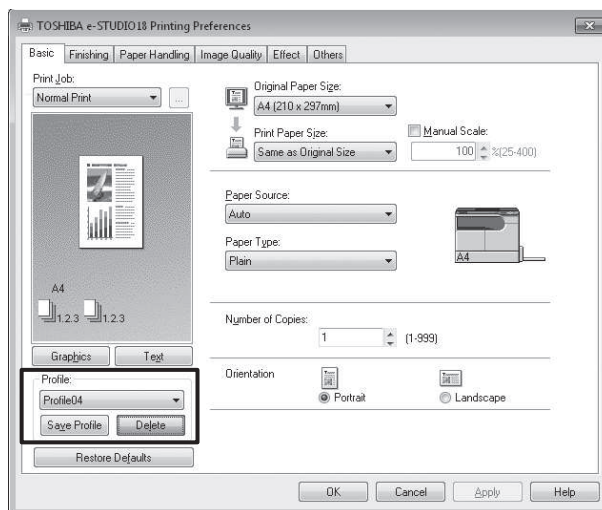 TOSHIBA e-STUDIO18 Printing Preferences
Basic Finishing Paper Handling Image Quality Effect Others
Print Job:
Normal Print
...
Original Paper Size:
A4 (210 x 297mm)
Print Paper Size:
Same as Original Size
Manual Scale:
100 %(25-400)
Paper Source:
Auto
Paper Type:
Plain
A4
A4
1.2.3 1.2.3
Number of Copies:
1 (1-999)
Graphics Text
Orientation
Portrait Landscape
Profile:
Profile04
Save Profile Delete
Restore Defaults
OK Cancel Apply Help